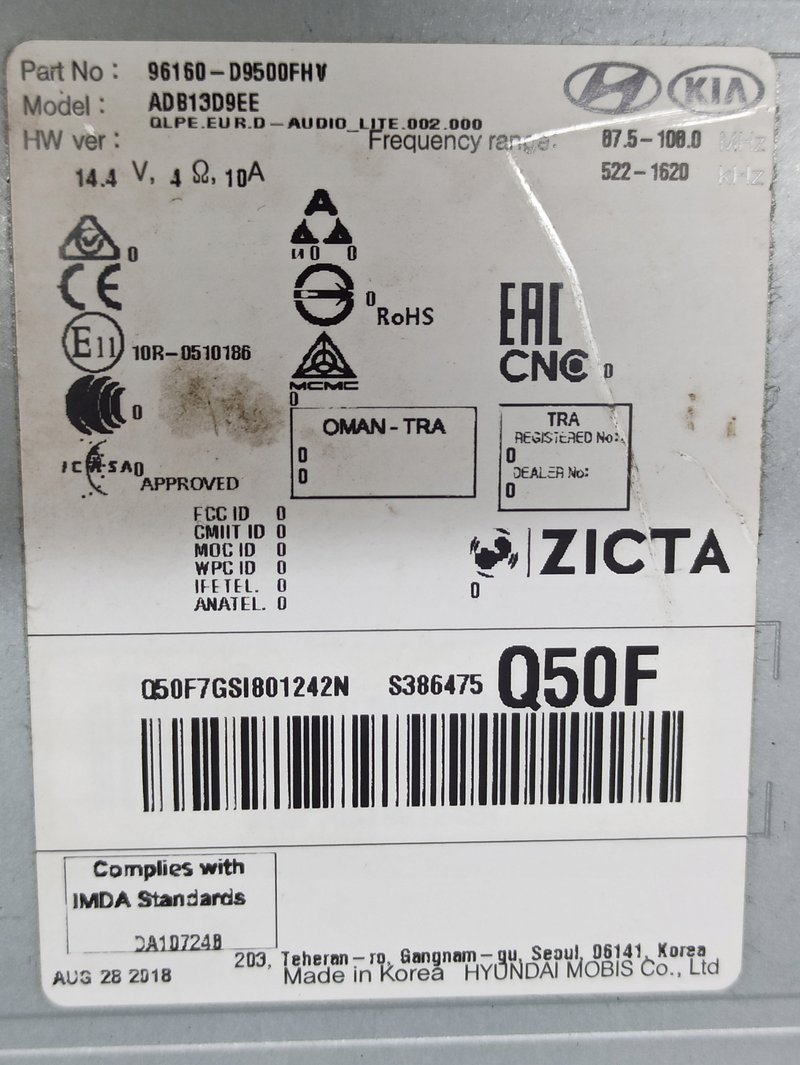 Part No : 96160-D9500FHV
KIA
Model : ADB13D9EE
HW ver : QLPE.EUR.D-AUDIO_LITE.002.000
Frequency range: 87.5-108.0 MHz
14.4 V, 4 Ω, 10A
522-1620 kHz
0
A
И 0 0
CE
0
RoHS
EAC
E11 10R-0510186
MCMC
0
CNC 0
0
ICASA 0
APPROVED
OMAN-TRA
0
0
TRA
REGISTERED No:
0
DEALER No:
0
FCC ID 0
CMIIT ID 0
MOC ID 0
WPC ID 0
IFETEL. 0
ANATEL. 0
ZICTA
0
Q50F7GSI801242N S386475 Q50F
Complies with
IMDA Standards
DA107248
203, Teheran-ro, Gangnam-gu, Seoul, 06141, Korea
AUG 28 2018
Made in Korea HYUNDAI MOBIS Co., Ltd